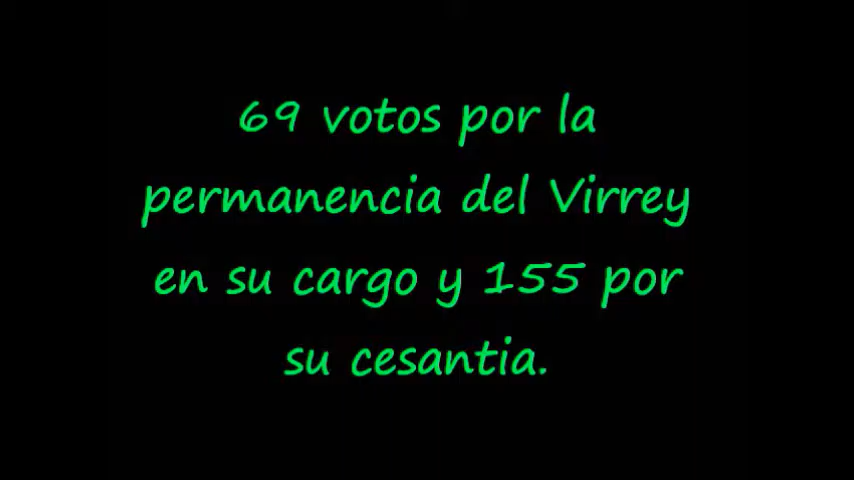 69 votos por la
permanencia del Virrey
en su cargo y 155 por
su cesantia.